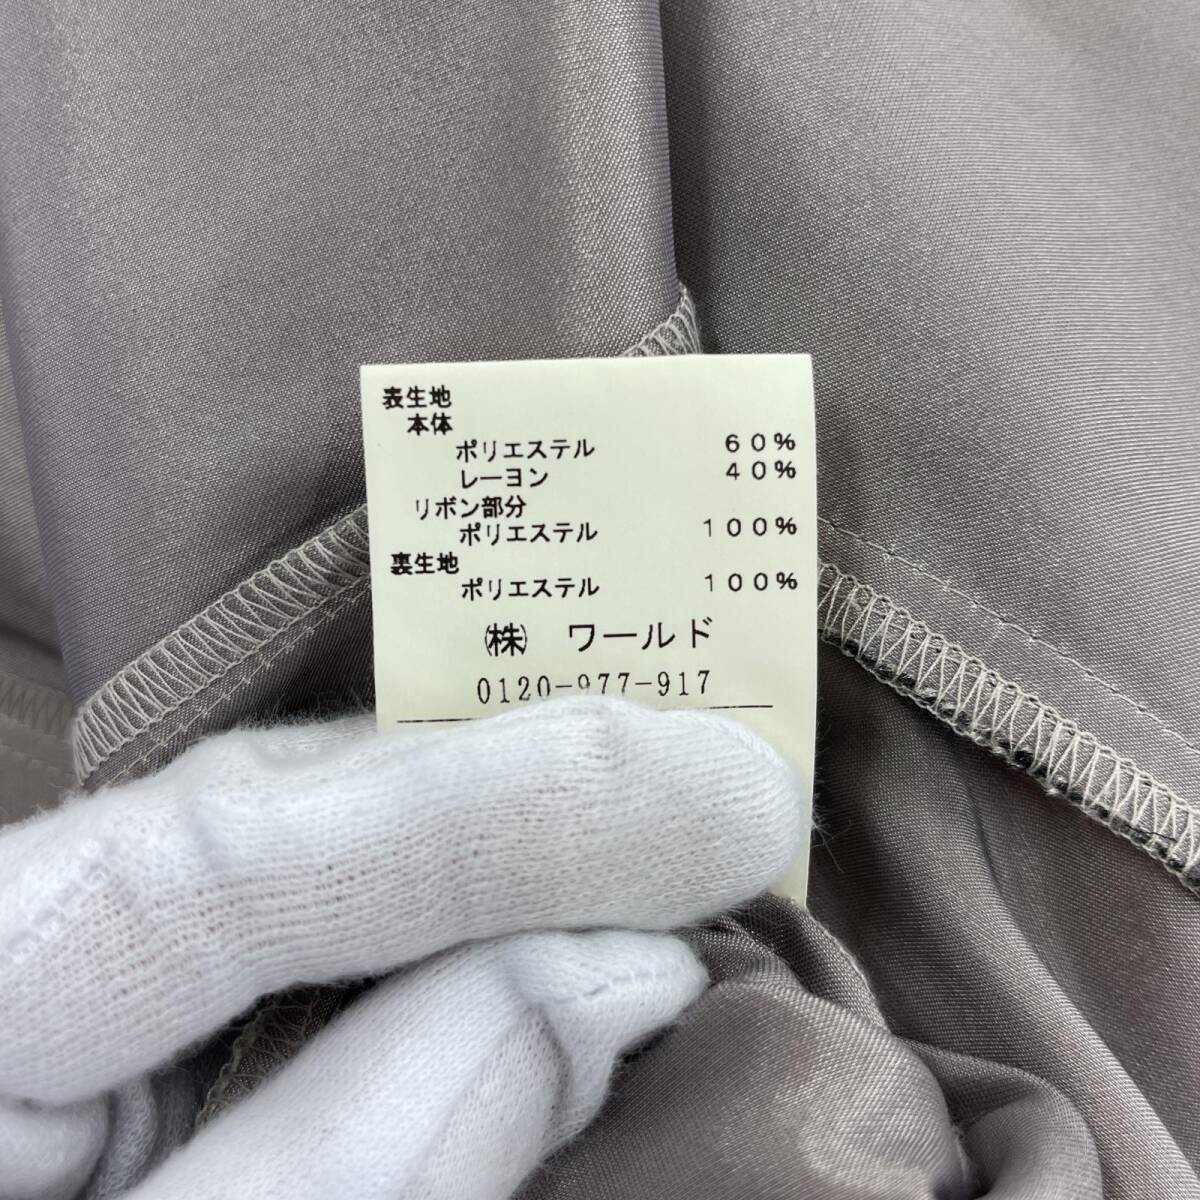 表生地
本体
ポリエステル 60%
レーヨン 40%
リボン部分
ポリエステル 100%
裏生地
ポリエステル 100%
㈱ ワールド
0120-977-917